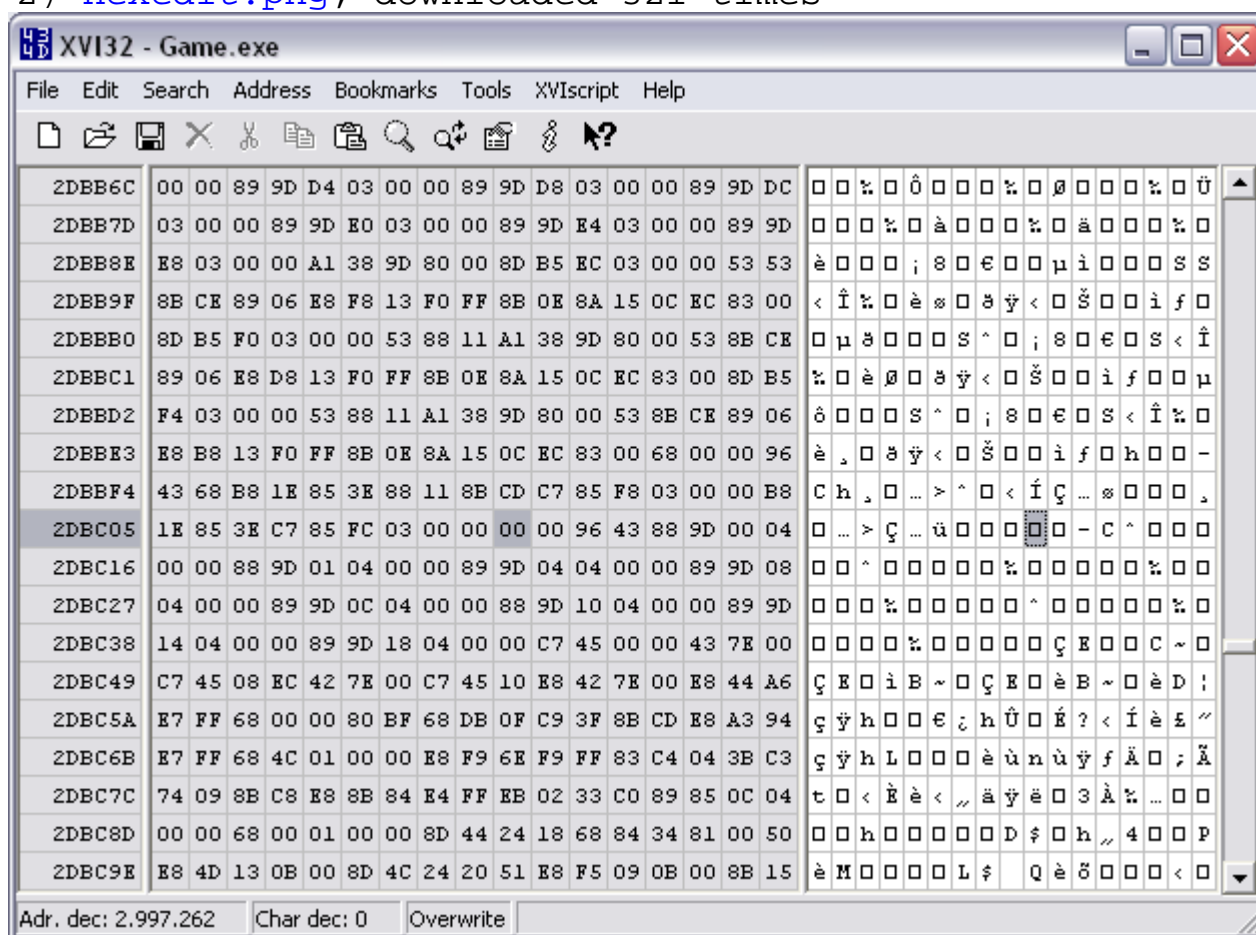 2) hexedit.png, downloaded times
XVI32 - Game.exe
File Edit Search Address Bookmarks Tools XVIscript Help
2DBB6C 00 00 89 9D D4 03 00 00 89 9D D8 03 00 00 89 9D DC □ □ ‰ □ Ô □ □ □ ‰ □ Ø □ □ □ ‰ □ Ü
2DBB7D 03 00 00 89 9D E0 03 00 00 89 9D E4 03 00 00 89 9D □ □ □ ‰ □ à □ □ □ ‰ □ ä □ □ □ ‰ □
2DBB8E E8 03 00 00 A1 38 9D 80 00 8D B5 EC 03 00 00 53 53 è □ □ □ ¡ 8 □ € □ □ µ ì □ □ □ S S
2DBB9F 8B CE 89 06 E8 F8 13 F0 FF 8B 0E 8A 15 0C EC 83 00 ‹ Î ‰ □ è ø □ ð ÿ ‹ □ Š □ □ ì ƒ □
2DBBB0 8D B5 F0 03 00 00 53 88 11 A1 38 9D 80 00 53 8B CE □ µ ð □ □ □ S ˆ □ ¡ 8 □ € □ S ‹ Î
2DBBC1 89 06 E8 D8 13 F0 FF 8B 0E 8A 15 0C EC 83 00 8D B5 ‰ □ è Ø □ ð ÿ ‹ □ Š □ □ ì ƒ □ □ µ
2DBBD2 F4 03 00 00 53 88 11 A1 38 9D 80 00 53 8B CE 89 06 ô □ □ □ S ˆ □ ¡ 8 □ € □ S ‹ Î ‰ □
2DBBE3 E8 B8 13 F0 FF 8B 0E 8A 15 0C EC 83 00 68 00 00 96 è ¸ □ ð ÿ ‹ □ Š □ □ ì ƒ □ h □ □ –
2DBBF4 43 68 B8 1E 85 3E 88 11 8B CD C7 85 F8 03 00 00 B8 C h ¸ □ … > ˆ □ ‹ Í Ç … ø □ □ □ ¸
2DBC05 1E 85 3E C7 85 FC 03 00 00 00 00 96 43 88 9D 00 04 □ … > Ç … ü □ □ □ □ □ – C ˆ □ □ □
2DBC16 00 00 88 9D 01 04 00 00 89 9D 04 04 00 00 89 9D 08 □ □ ˆ □ □ □ □ □ ‰ □ □ □ □ □ ‰ □ □
2DBC27 04 00 00 89 9D 0C 04 00 00 88 9D 10 04 00 00 89 9D □ □ □ ‰ □ □ □ □ □ ˆ □ □ □ □ □ ‰ □
2DBC38 14 04 00 00 89 9D 18 04 00 00 C7 45 00 00 43 7E 00 □ □ □ □ ‰ □ □ □ □ □ Ç E □ □ C ~ □
2DBC49 C7 45 08 EC 42 7E 00 C7 45 10 E8 42 7E 00 E8 44 A6 Ç E □ ì B ~ □ Ç E □ è B ~ □ è D ¦
2DBC5A E7 FF 68 00 00 80 BF 68 DB 0F C9 3F 8B CD E8 A3 94 ç ÿ h □ □ € ¿ h Û □ É ? ‹ Í è £ ”
2DBC6B E7 FF 68 4C 01 00 00 E8 F9 6E F9 FF 83 C4 04 3B C3 ç ÿ h L □ □ □ è ù n ù ÿ ƒ Ä □ ; Ã
2DBC7C 74 09 8B C8 E8 8B 84 E4 FF EB 02 33 C0 89 85 0C 04 t □ ‹ È è ‹ „ ä ÿ ë □ 3 À ‰ … □ □
2DBC8D 00 00 68 00 01 00 00 8D 44 24 18 68 84 34 81 00 50 □ □ h □ □ □ □ □ D $ □ h „ 4 □ □ P
2DBC9E E8 4D 13 0B 00 8D 4C 24 20 51 E8 F5 09 0B 00 8B 15 è M □ □ □ □ L $ Q è õ □ □ □ ‹ □
Adr. dec: 2.997.262 Char dec: 0 Overwrite